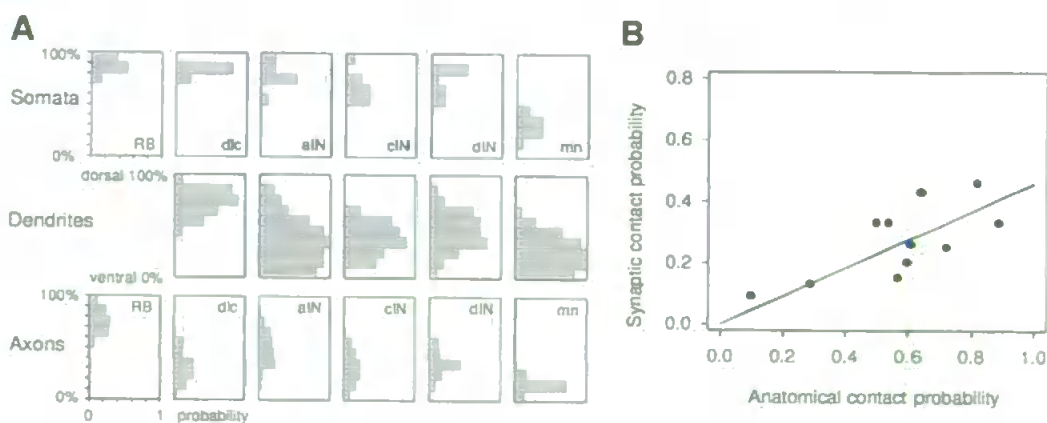 A
B
100%
Somata
0%
RB
dlc
aIN
cIN
dIN
mn
dorsal 100%
Dendrites
ventral 0%
100%
Axons
0%
RB
dlc
aIN
cIN
dIN
mn
0
1
probability
0.8
0.6
0.4
0.2
0.0
Synaptic contact probability
0.0
0.2
0.4
0.6
0.8
1.0
Anatomical contact probability